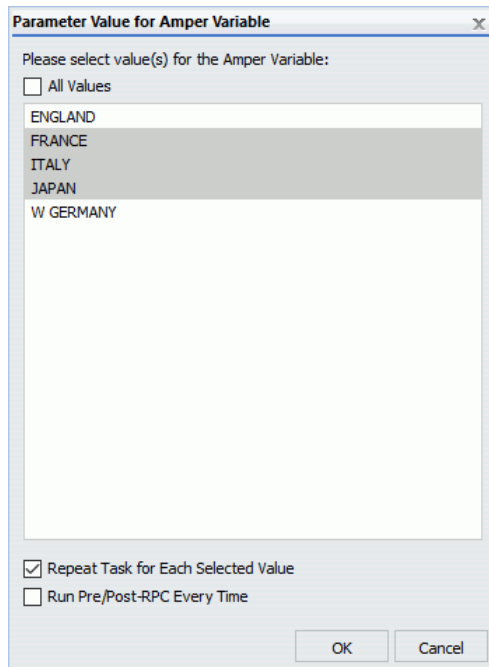 Parameter Value for Amper Variable
Please select value(s) for the Amper Variable:
All Values
ENGLAND
FRANCE
ITALY
JAPAN
W GERMANY
Repeat Task for Each Selected Value
Run Pre/Post-RPC Every Time
OK Cancel